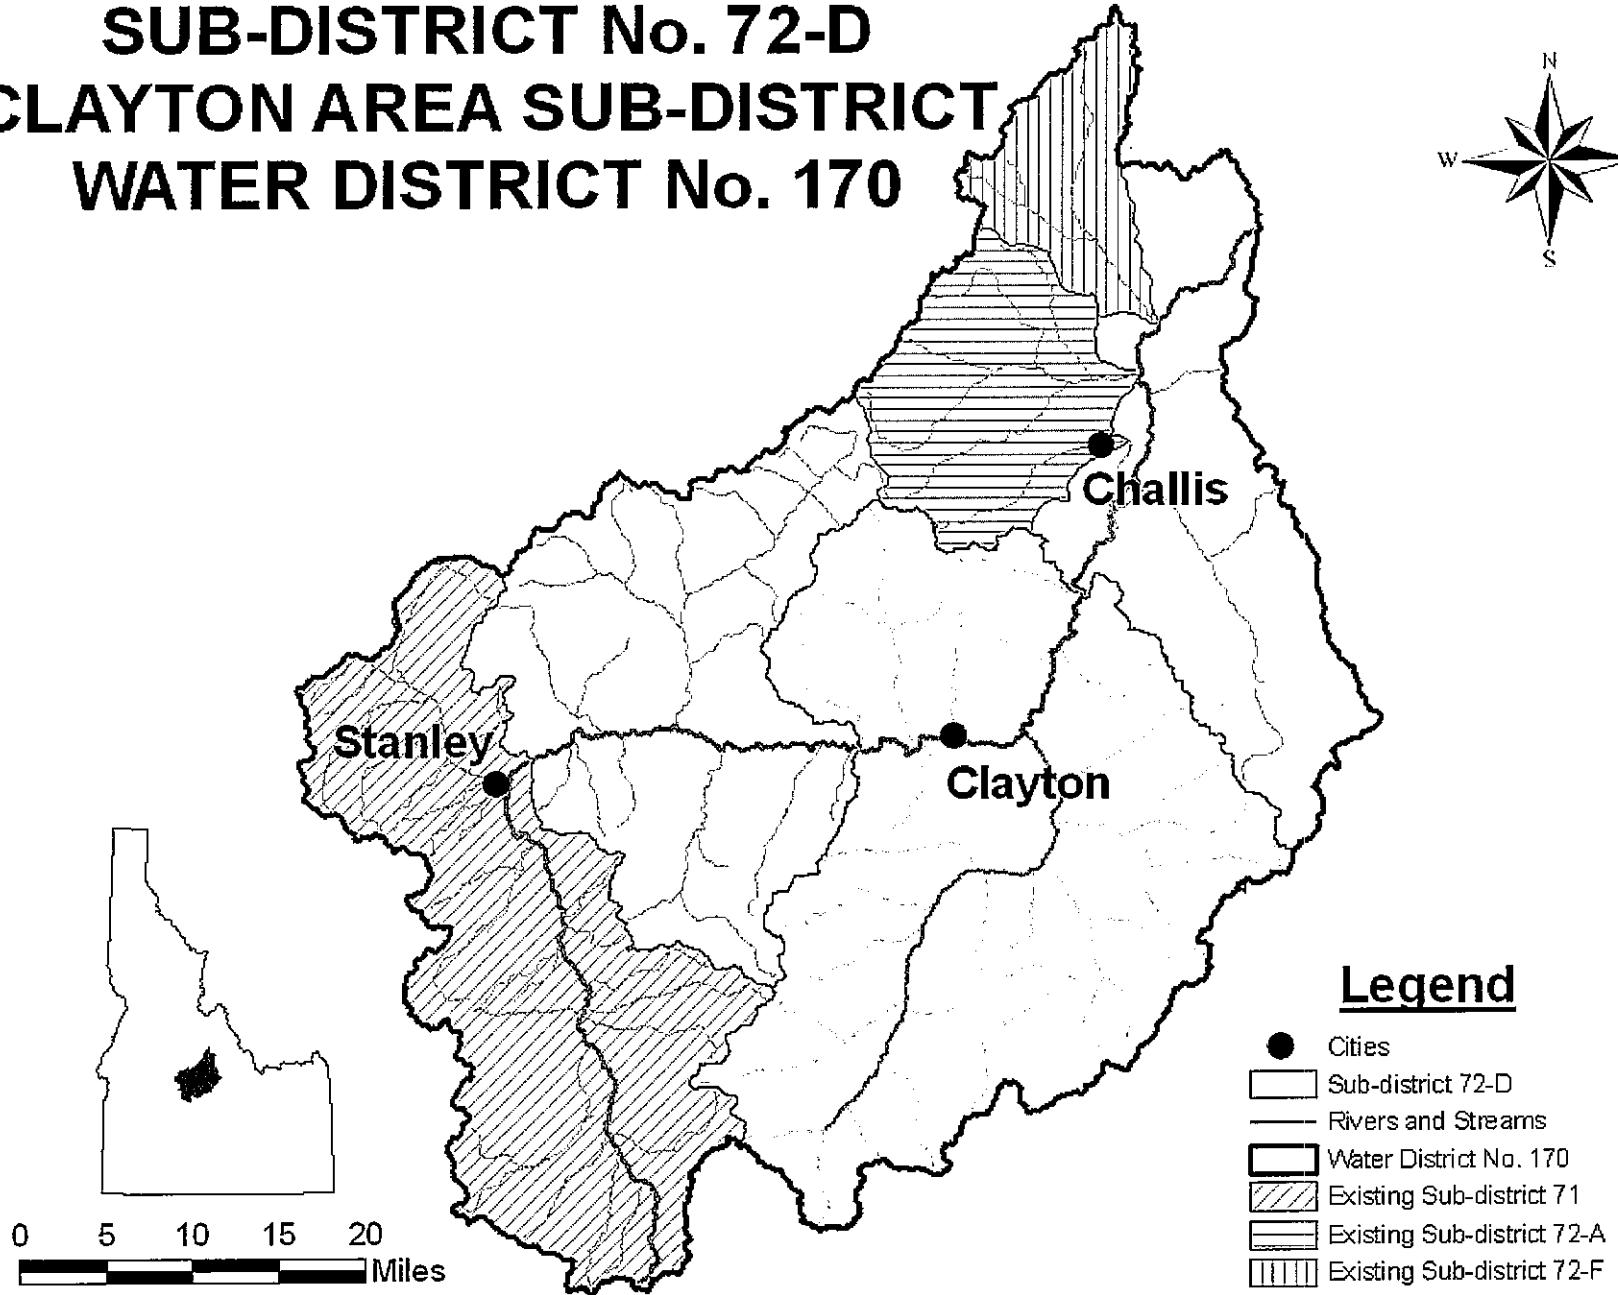 SUB-DISTRICT No. 72-D
CLAYTON AREA SUB-DISTRICT
WATER DISTRICT No. 170
N
W
S
Challis
Stanley
Clayton
Legend
Cities
Sub-district 72-D
Rivers and Streams
Water District No. 170
Existing Sub-district 71
Existing Sub-district 72-A
Existing Sub-district 72-F
0 5 10 15 20
Miles